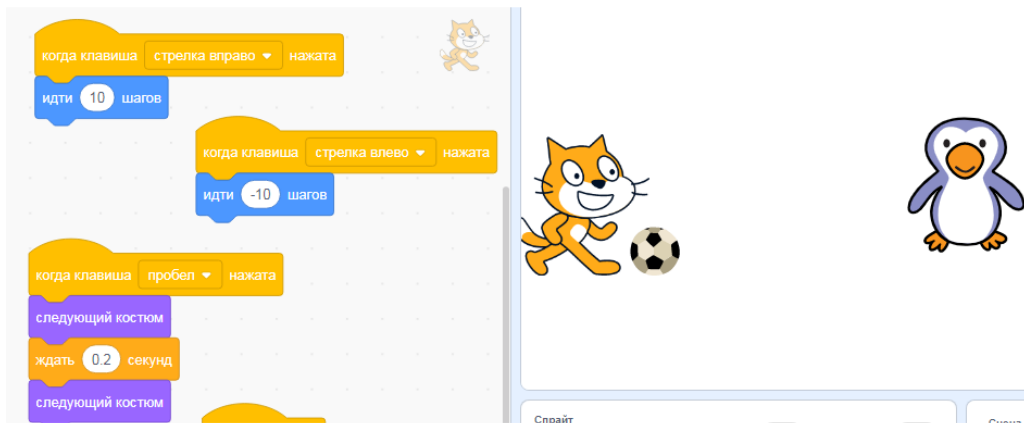 когда клавиша стрелка вправо нажата
идти 10 шагов
когда клавиша стрелка влево нажата
идти -10 шагов
когда клавиша пробел нажата
следующий костюм
ждать 0.2 секунд
следующий костюм
Спрайт